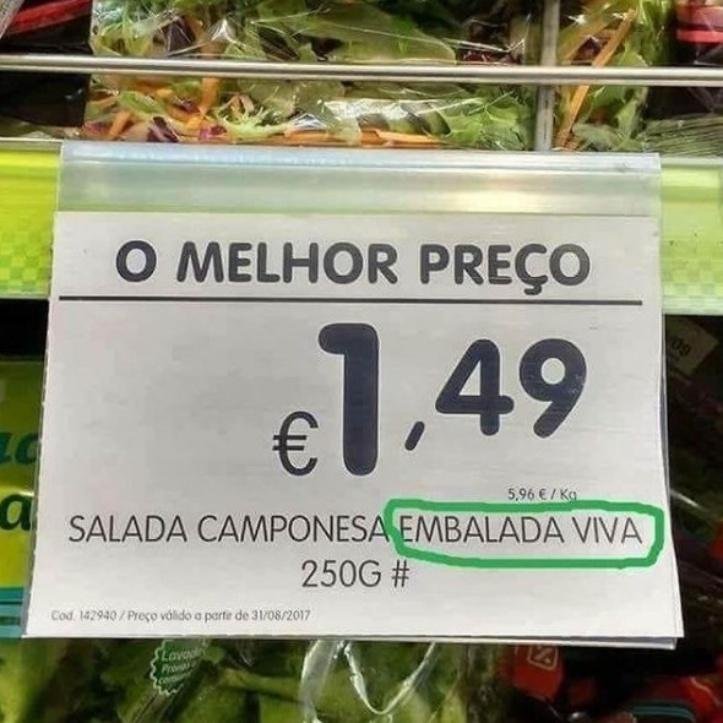 O MELHOR PREÇO
€1,49
5,96 € / Kg
SALADA CAMPONESA EMBALADA VIVA
250G #
Cod. 142940 / Preço válido a partir de 31/08/2017